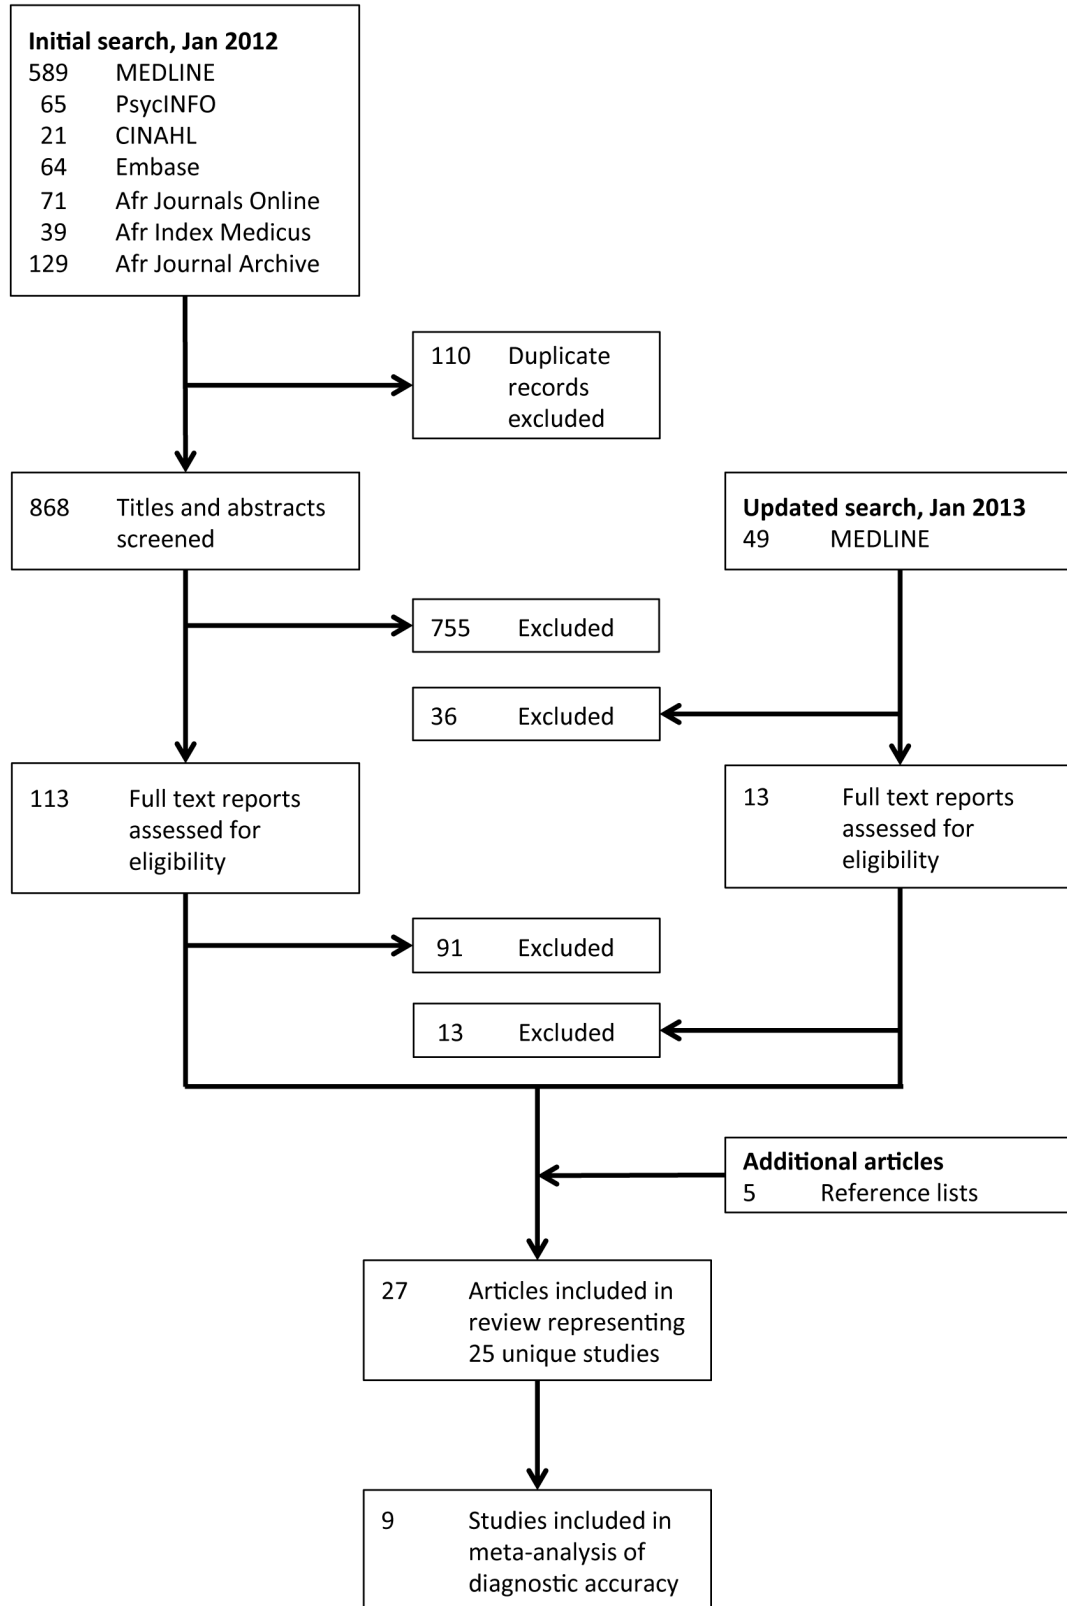 Initial search, Jan 2012
589 MEDLINE
65 PsycINFO
21 CINAHL
64 Embase
71 Afr Journals Online
39 Afr Index Medicus
129 Afr Journal Archive
110 Duplicate
records
excluded
868 Titles and abstracts
screened
Updated search, Jan 2013
49 MEDLINE
755 Excluded
36 Excluded
113 Full text reports
assessed for
eligibility
13 Full text reports
assessed for
eligibility
91 Excluded
13 Excluded
Additional articles
5 Reference lists
27 Articles included in
review representing
25 unique studies
9 Studies included in
meta-analysis of
diagnostic accuracy